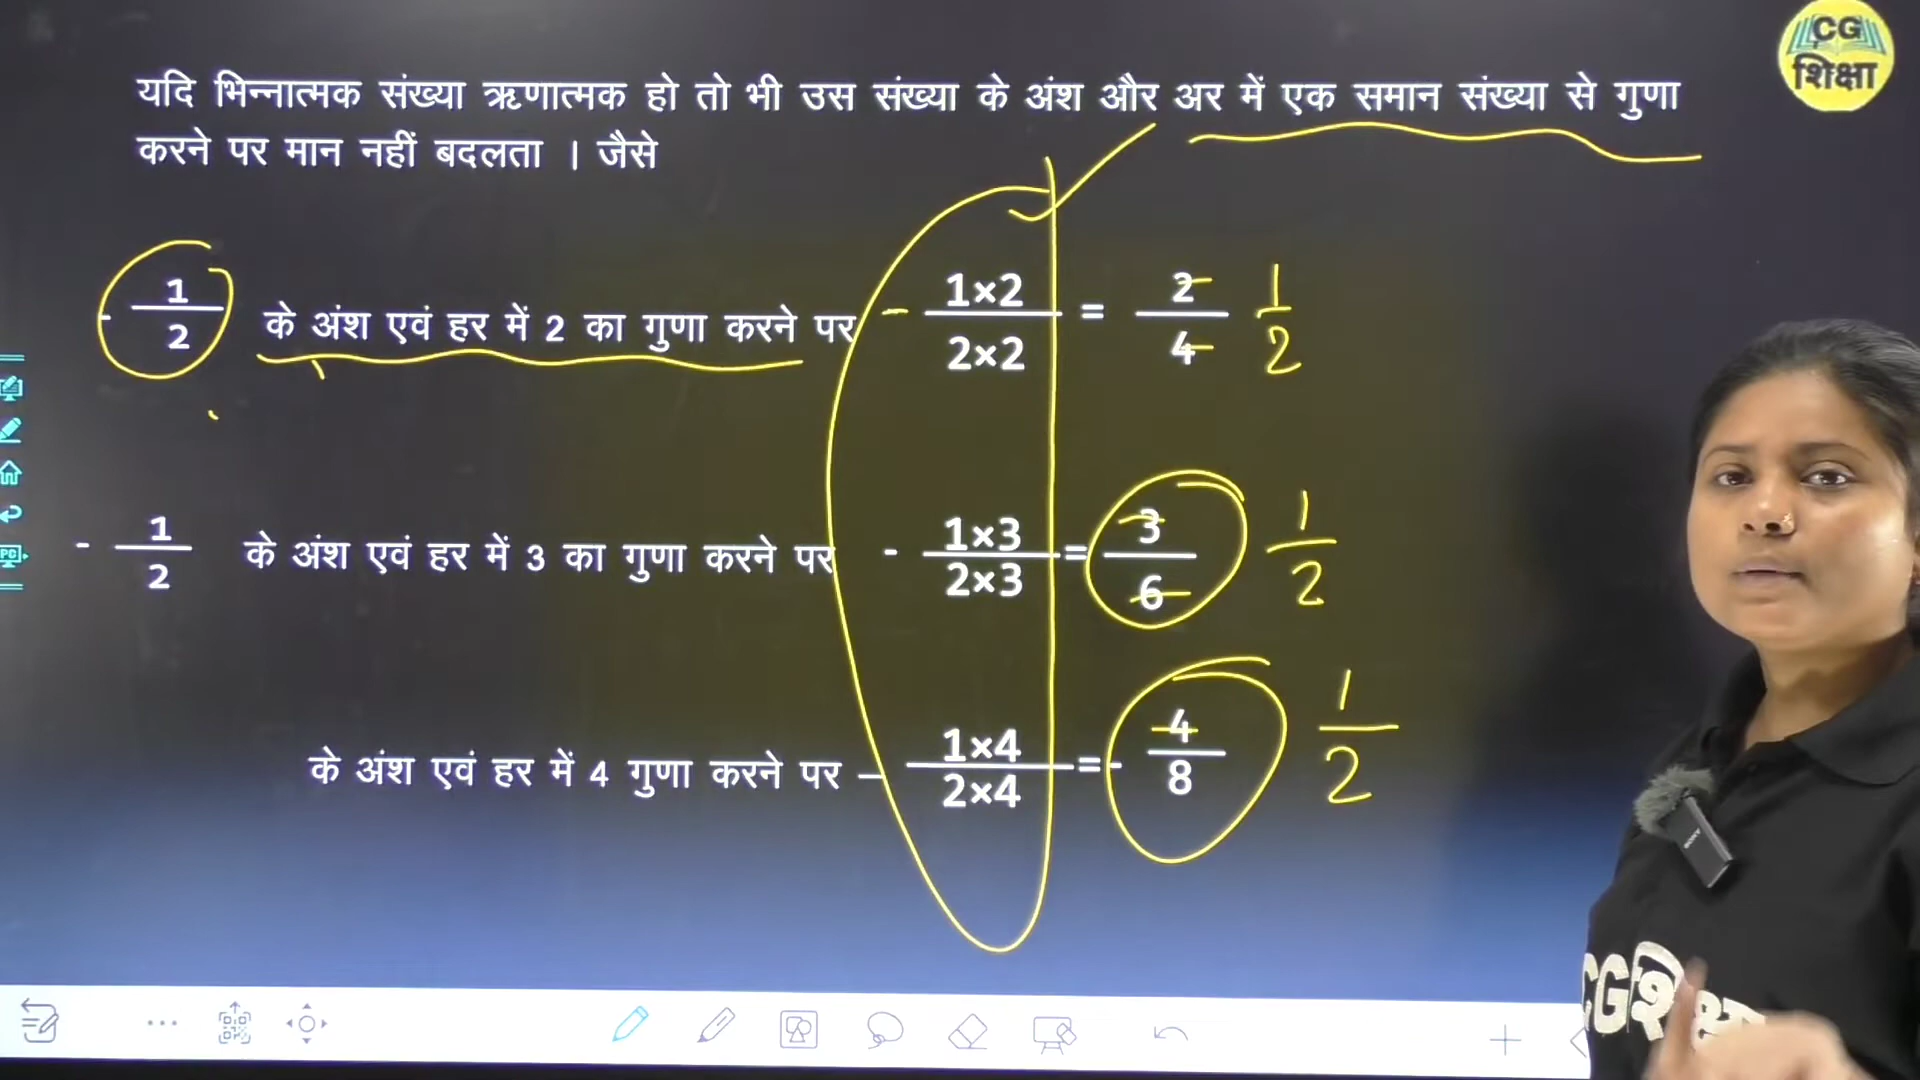 CG
शिक्षा
यदि भिन्नात्मक संख्या ऋणात्मक हो तो भी उस संख्या के अंश और अर में एक समान संख्या से गुणा
करने पर मान नहीं बदलता । जैसे
- 1/2 के अंश एवं हर में 2 का गुणा करने पर - 1×2/2×2 = 2/4 1/2
- 1/2 के अंश एवं हर में 3 का गुणा करने पर - 1×3/2×3 = 3/6 1/2
के अंश एवं हर में 4 गुणा करने पर – 1×4/2×4 = - 4/8 1/2
PC
SONY
CGशिक्षा